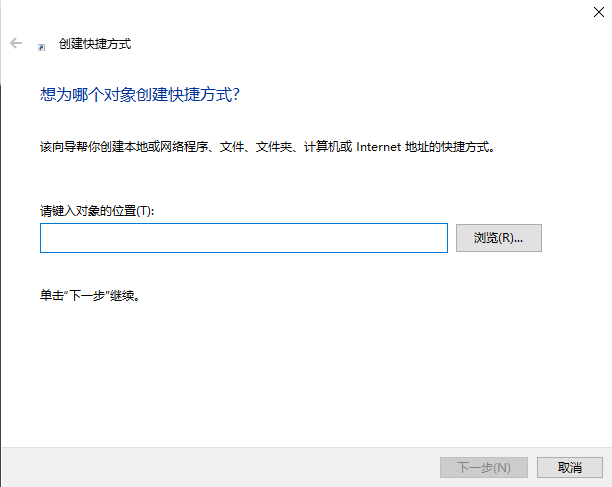 创建快捷方式
想为哪个对象创建快捷方式?
该向导帮你创建本地或网络程序、文件、文件夹、计算机或 Internet 地址的快捷方式。
请键入对象的位置(T):
浏览(R)...
单击“下一步”继续。
下一步(N)
取消